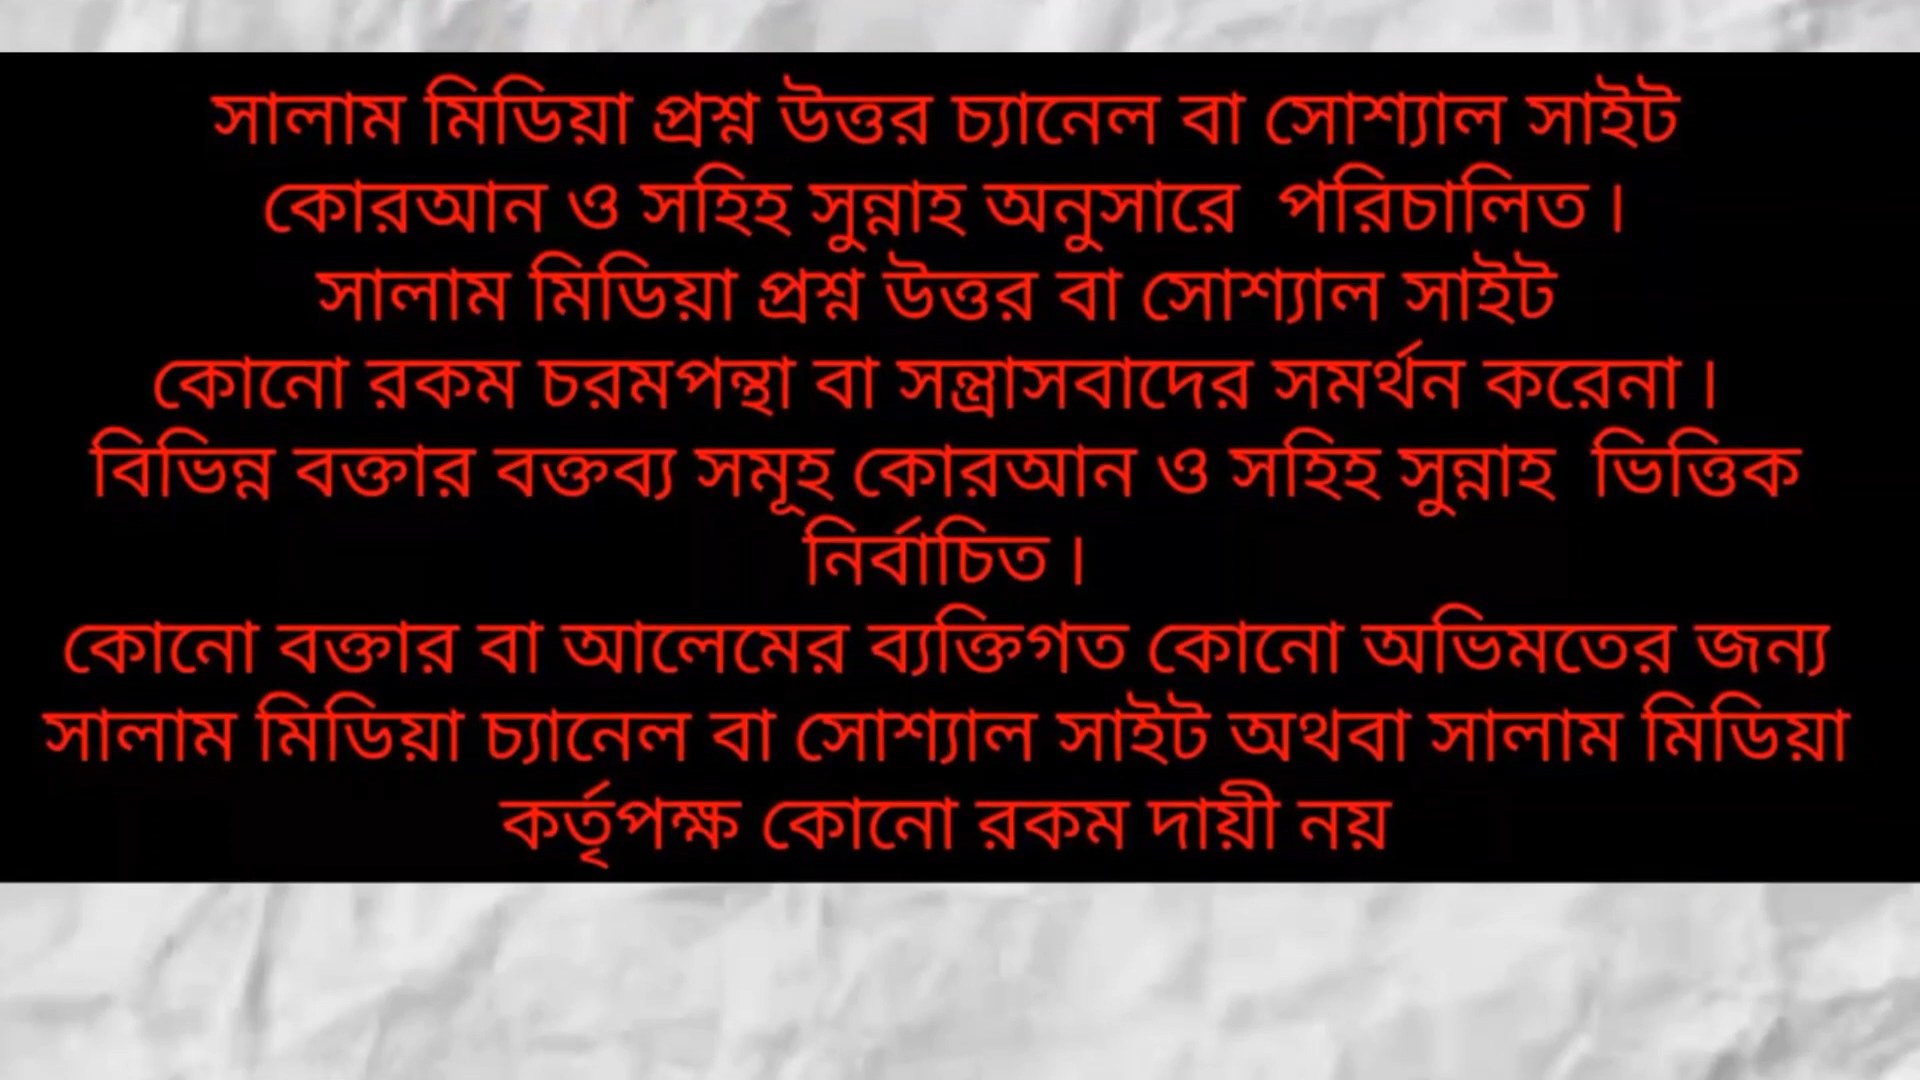 সালাম মিডিয়া প্রশ্ন উত্তর চ্যানেল বা সোশ্যাল সাইট
কোরআন ও সহিহ সুন্নাহ অনুসারে পরিচালিত।
সালাম মিডিয়া প্রশ্ন উত্তর বা সোশ্যাল সাইট
কোনো রকম চরমপন্থা বা সন্ত্রাসবাদের সমর্থন করেনা।
বিভিন্ন বক্তার বক্তব্য সমূহ কোরআন ও সহিহ সুন্নাহ ভিত্তিক
নির্বাচিত।
কোনো বক্তার বা আলেমের ব্যক্তিগত কোনো অভিমতের জন্য
সালাম মিডিয়া চ্যানেল বা সোশ্যাল সাইট অথবা সালাম মিডিয়া
কর্তৃপক্ষ কোনো রকম দায়ী নয়